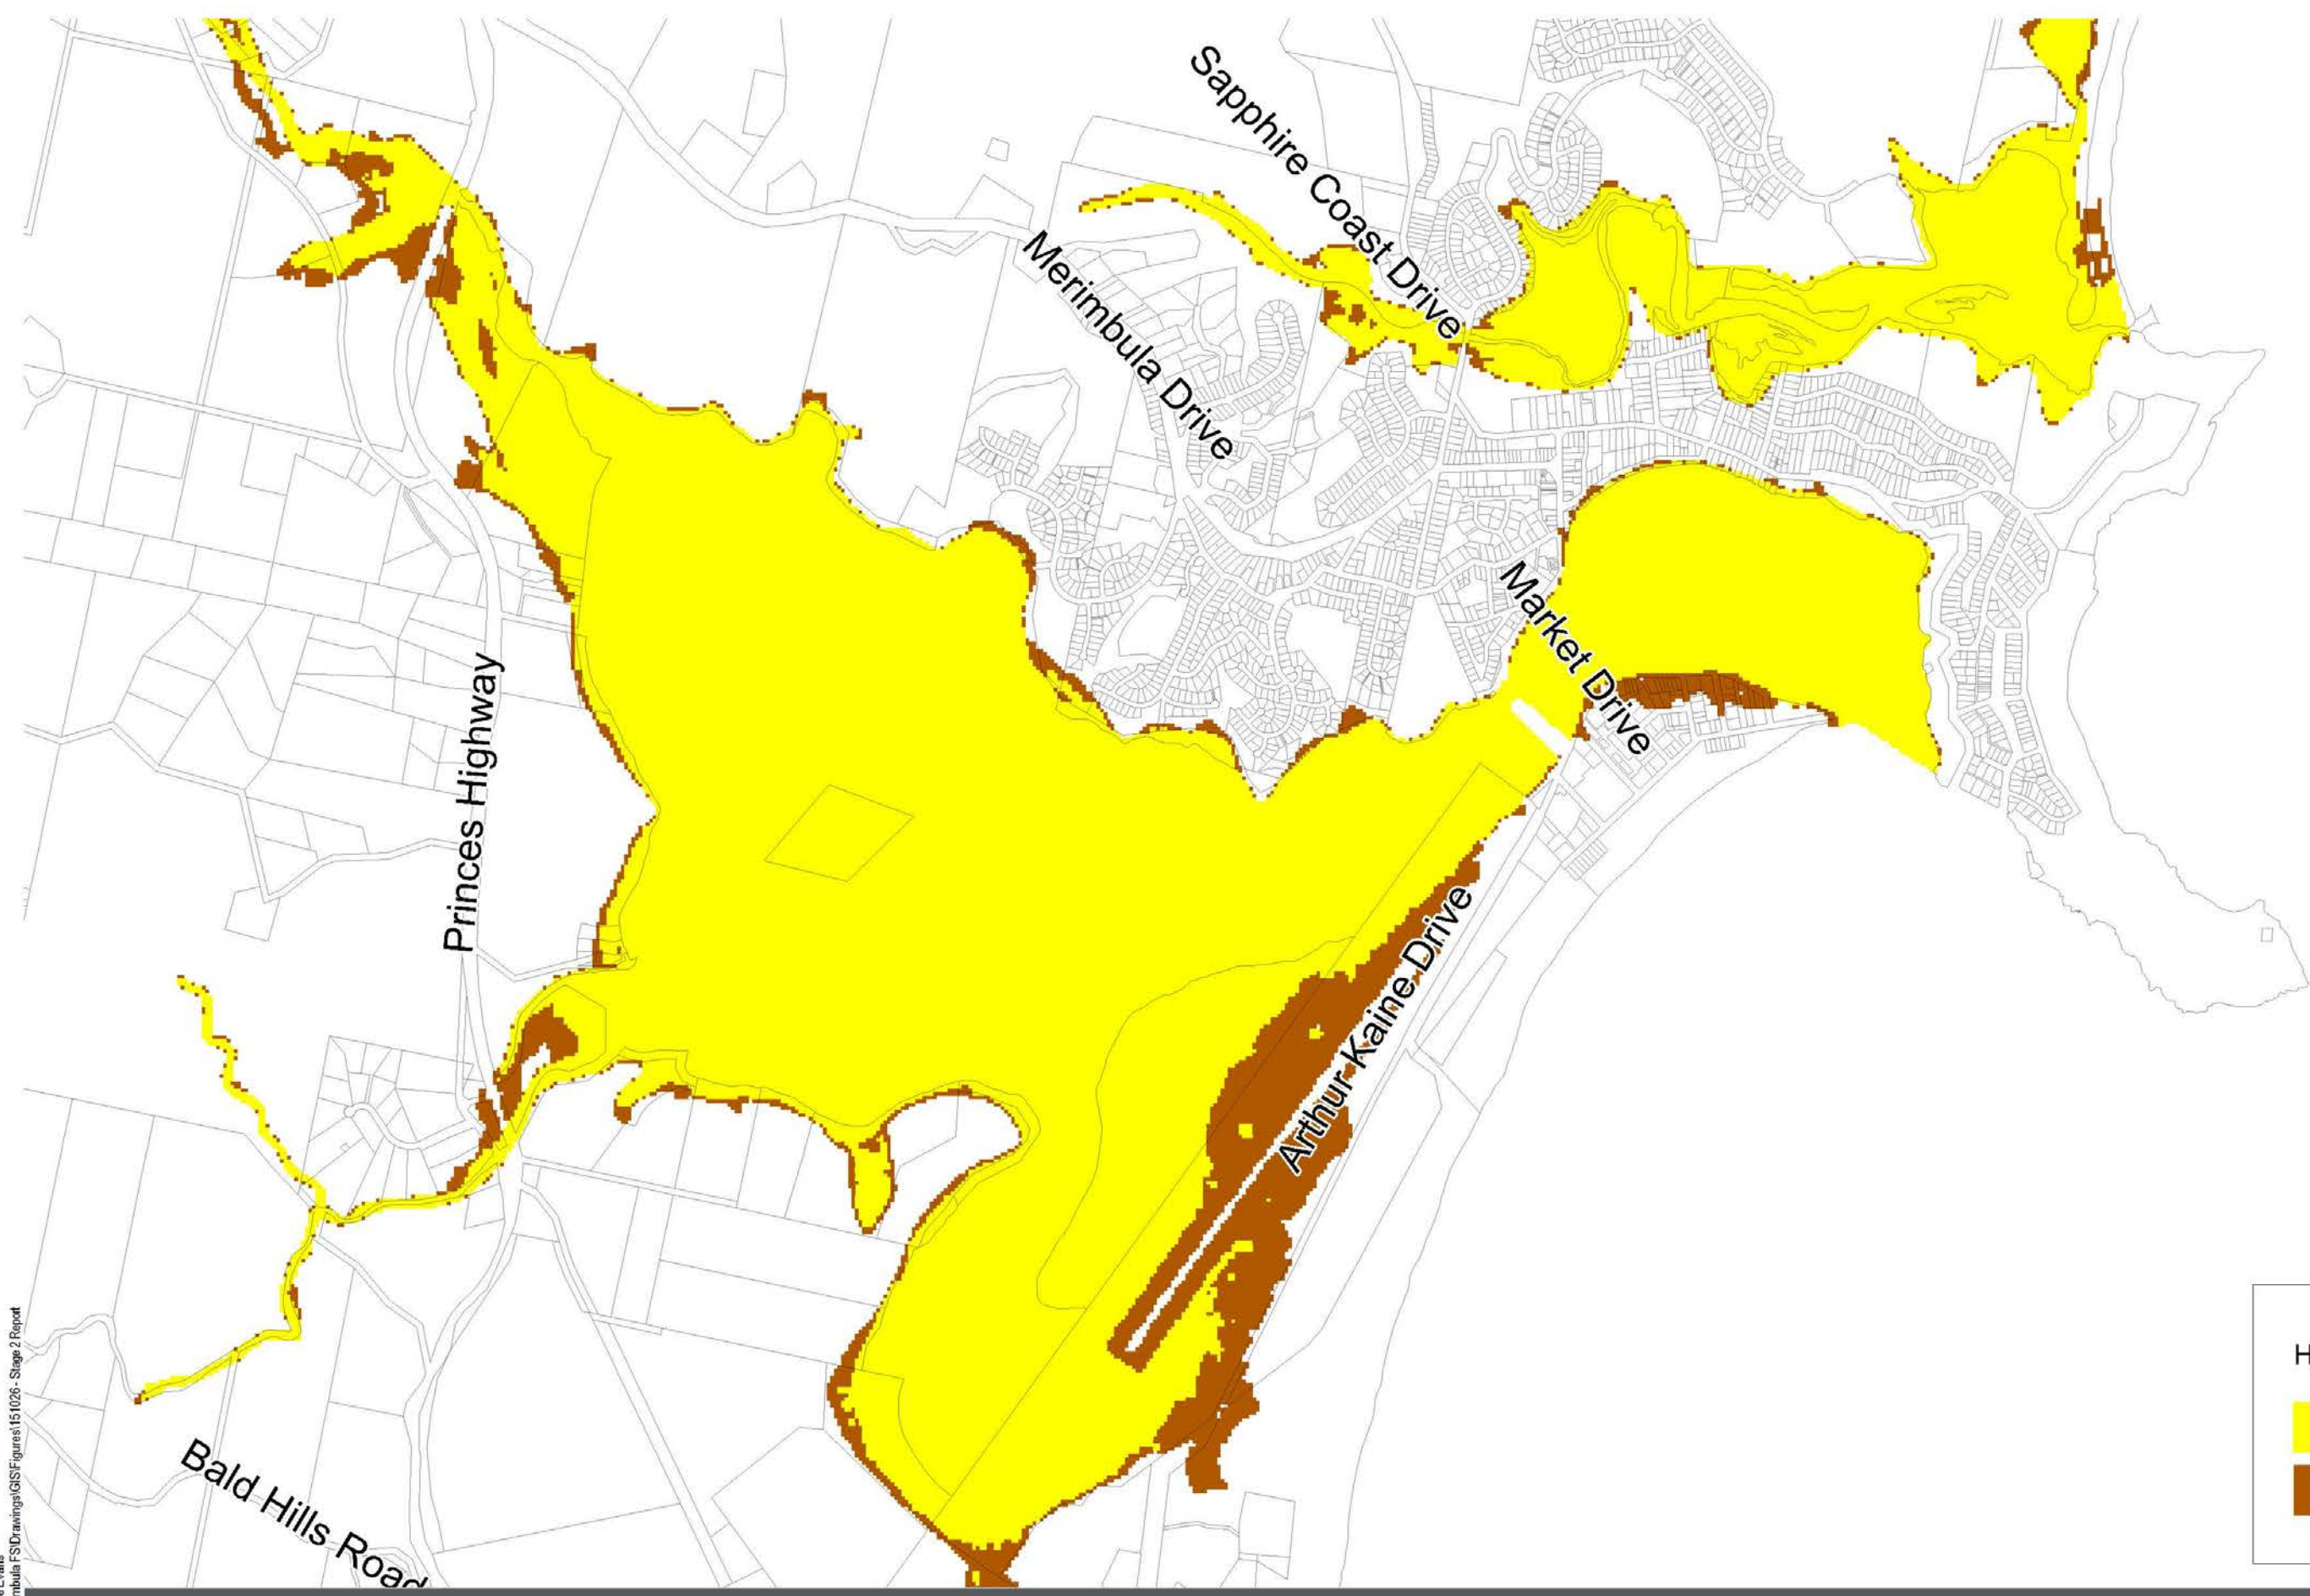 Sapphire Coast Drive
Merimbula Drive
Market Drive
Princes Highway
Arthur Kaine Drive
Bald Hills Road
H
mbula FS\Drawings\GIS\Figures\151026 - Stage 2 Report